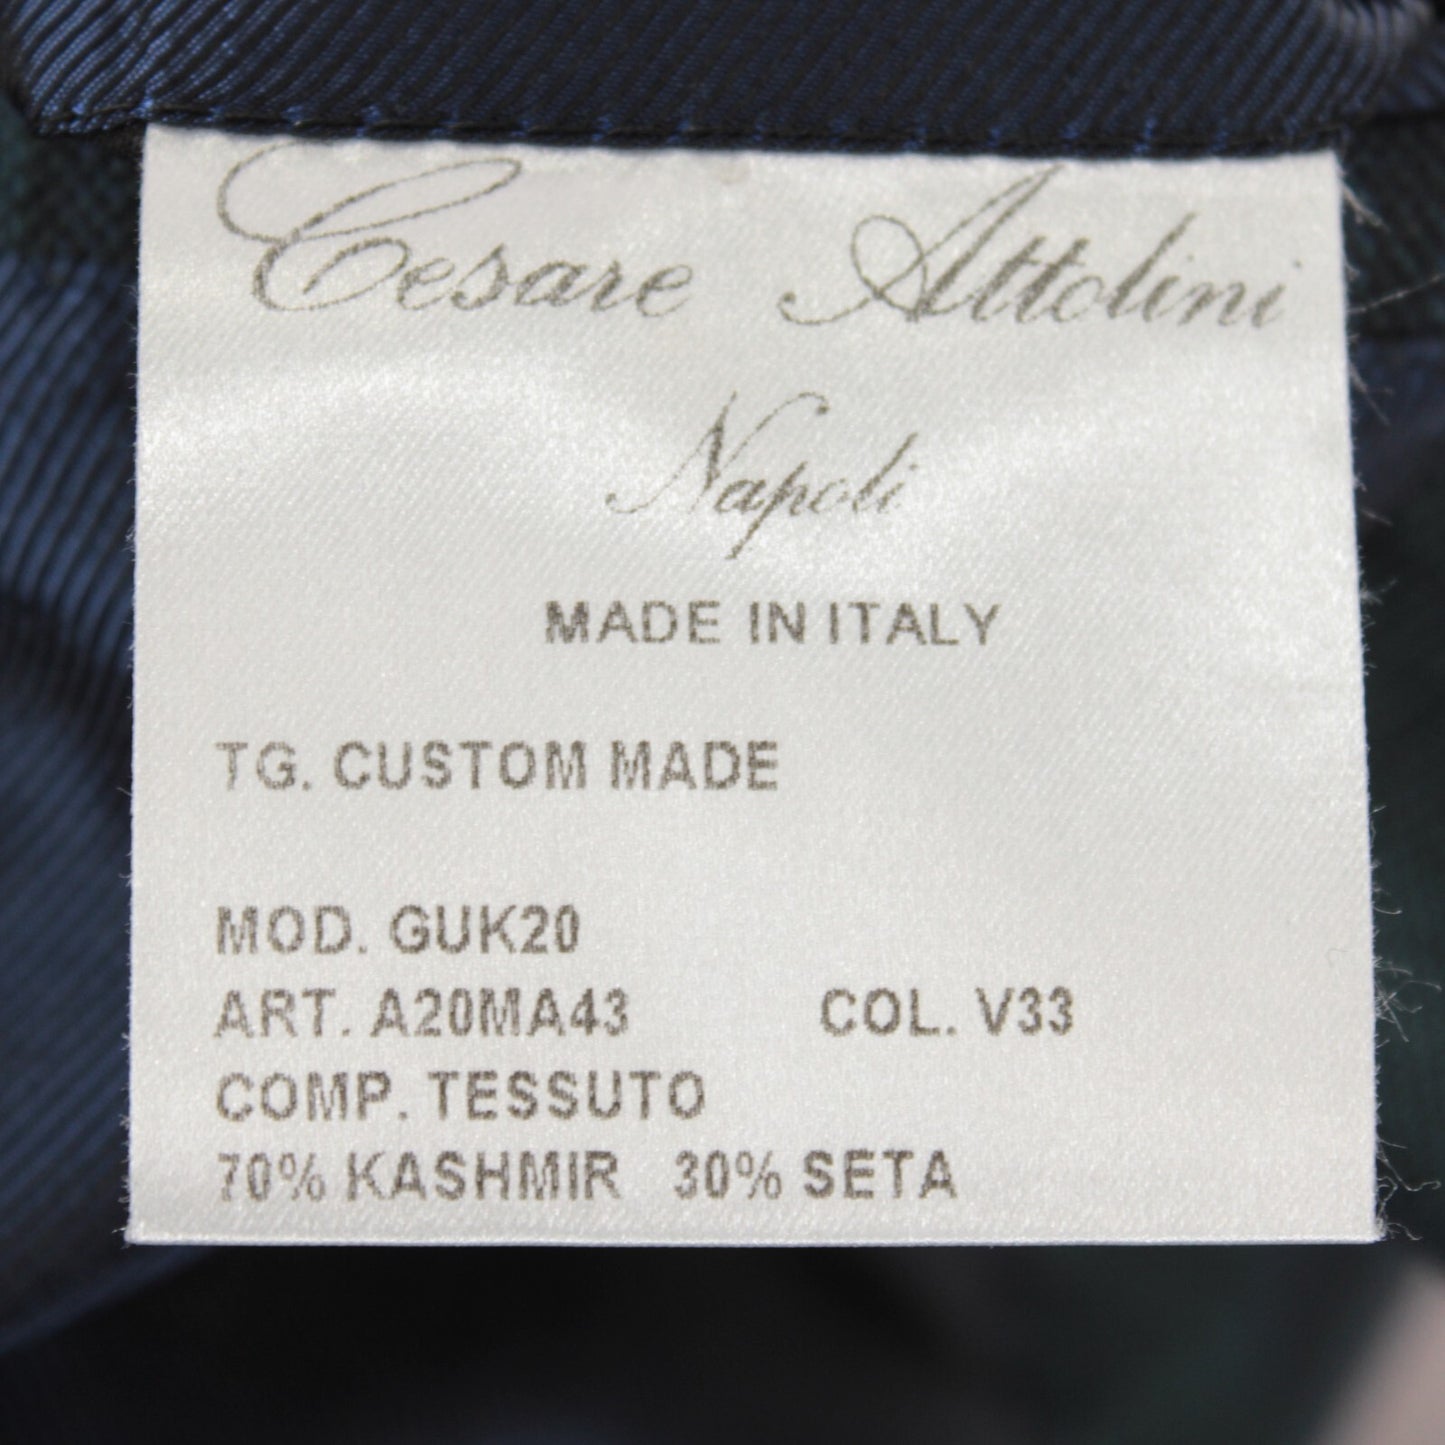 Cesare Attolini
Napoli
MADE IN ITALY
TG. CUSTOM MADE
MOD. GUK20
ART. A20MA43 COL. V33
COMP. TESSUTO
70% KASHMIR 30% SETA